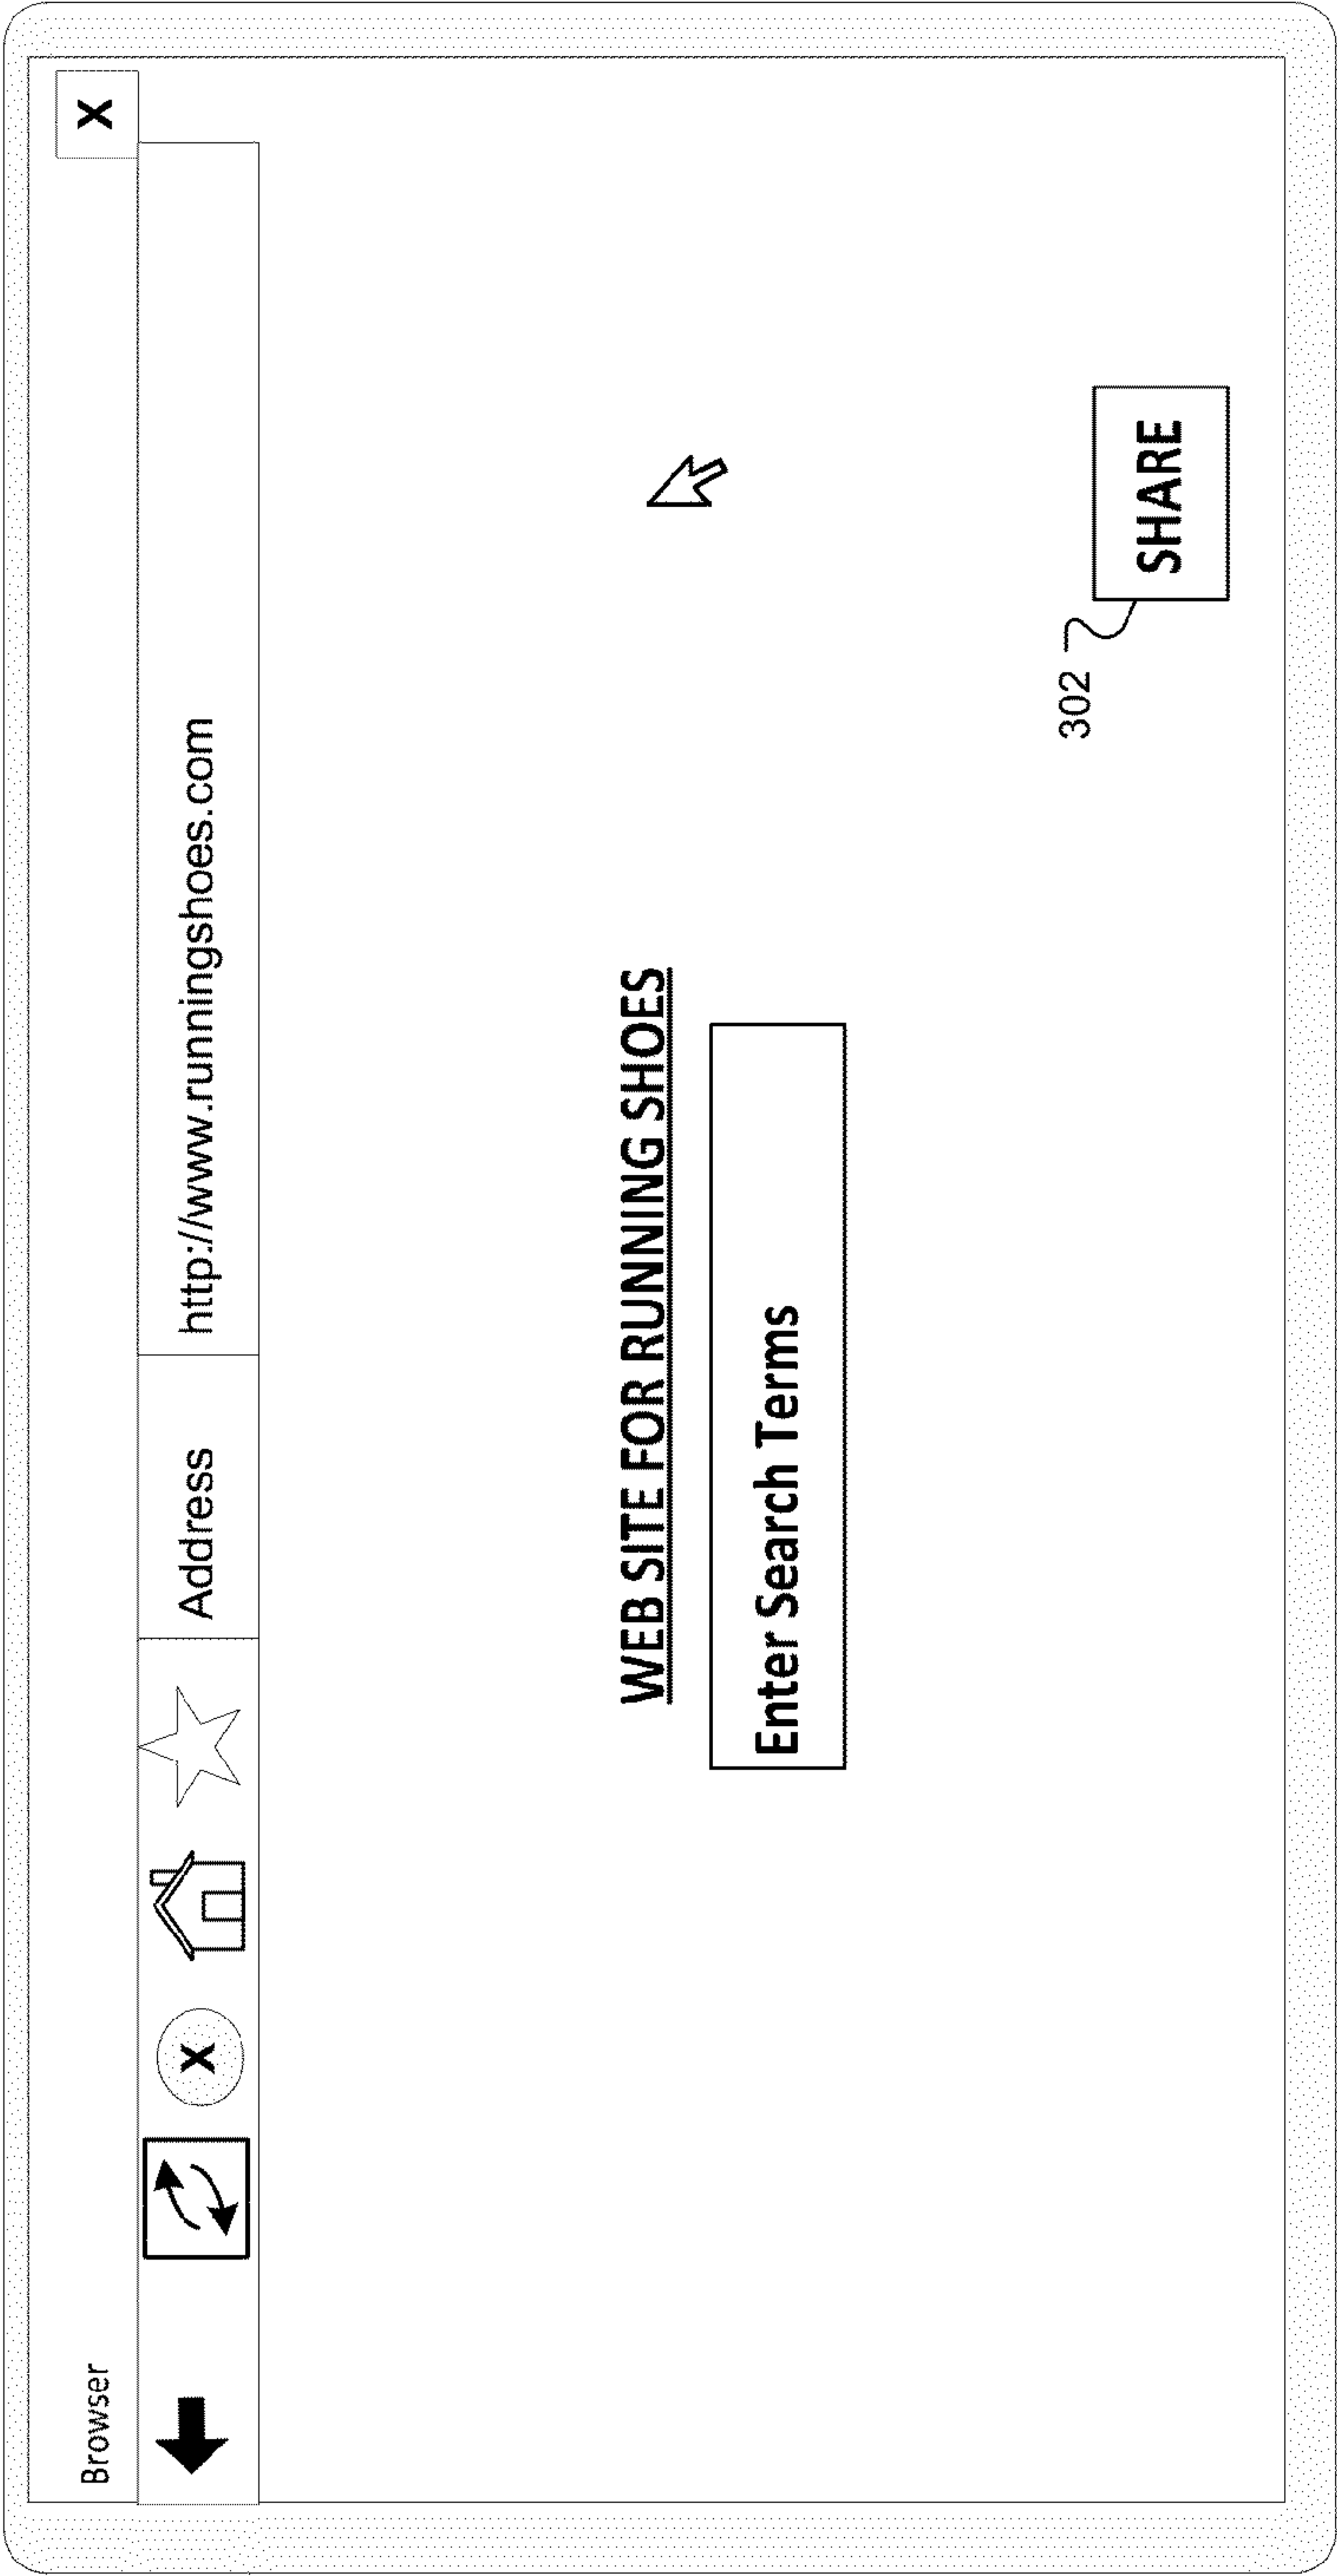 Browser
X
X
Address
http://www.runningshoes.com
WEB SITE FOR RUNNING SHOES
Enter Search Terms
302
SHARE